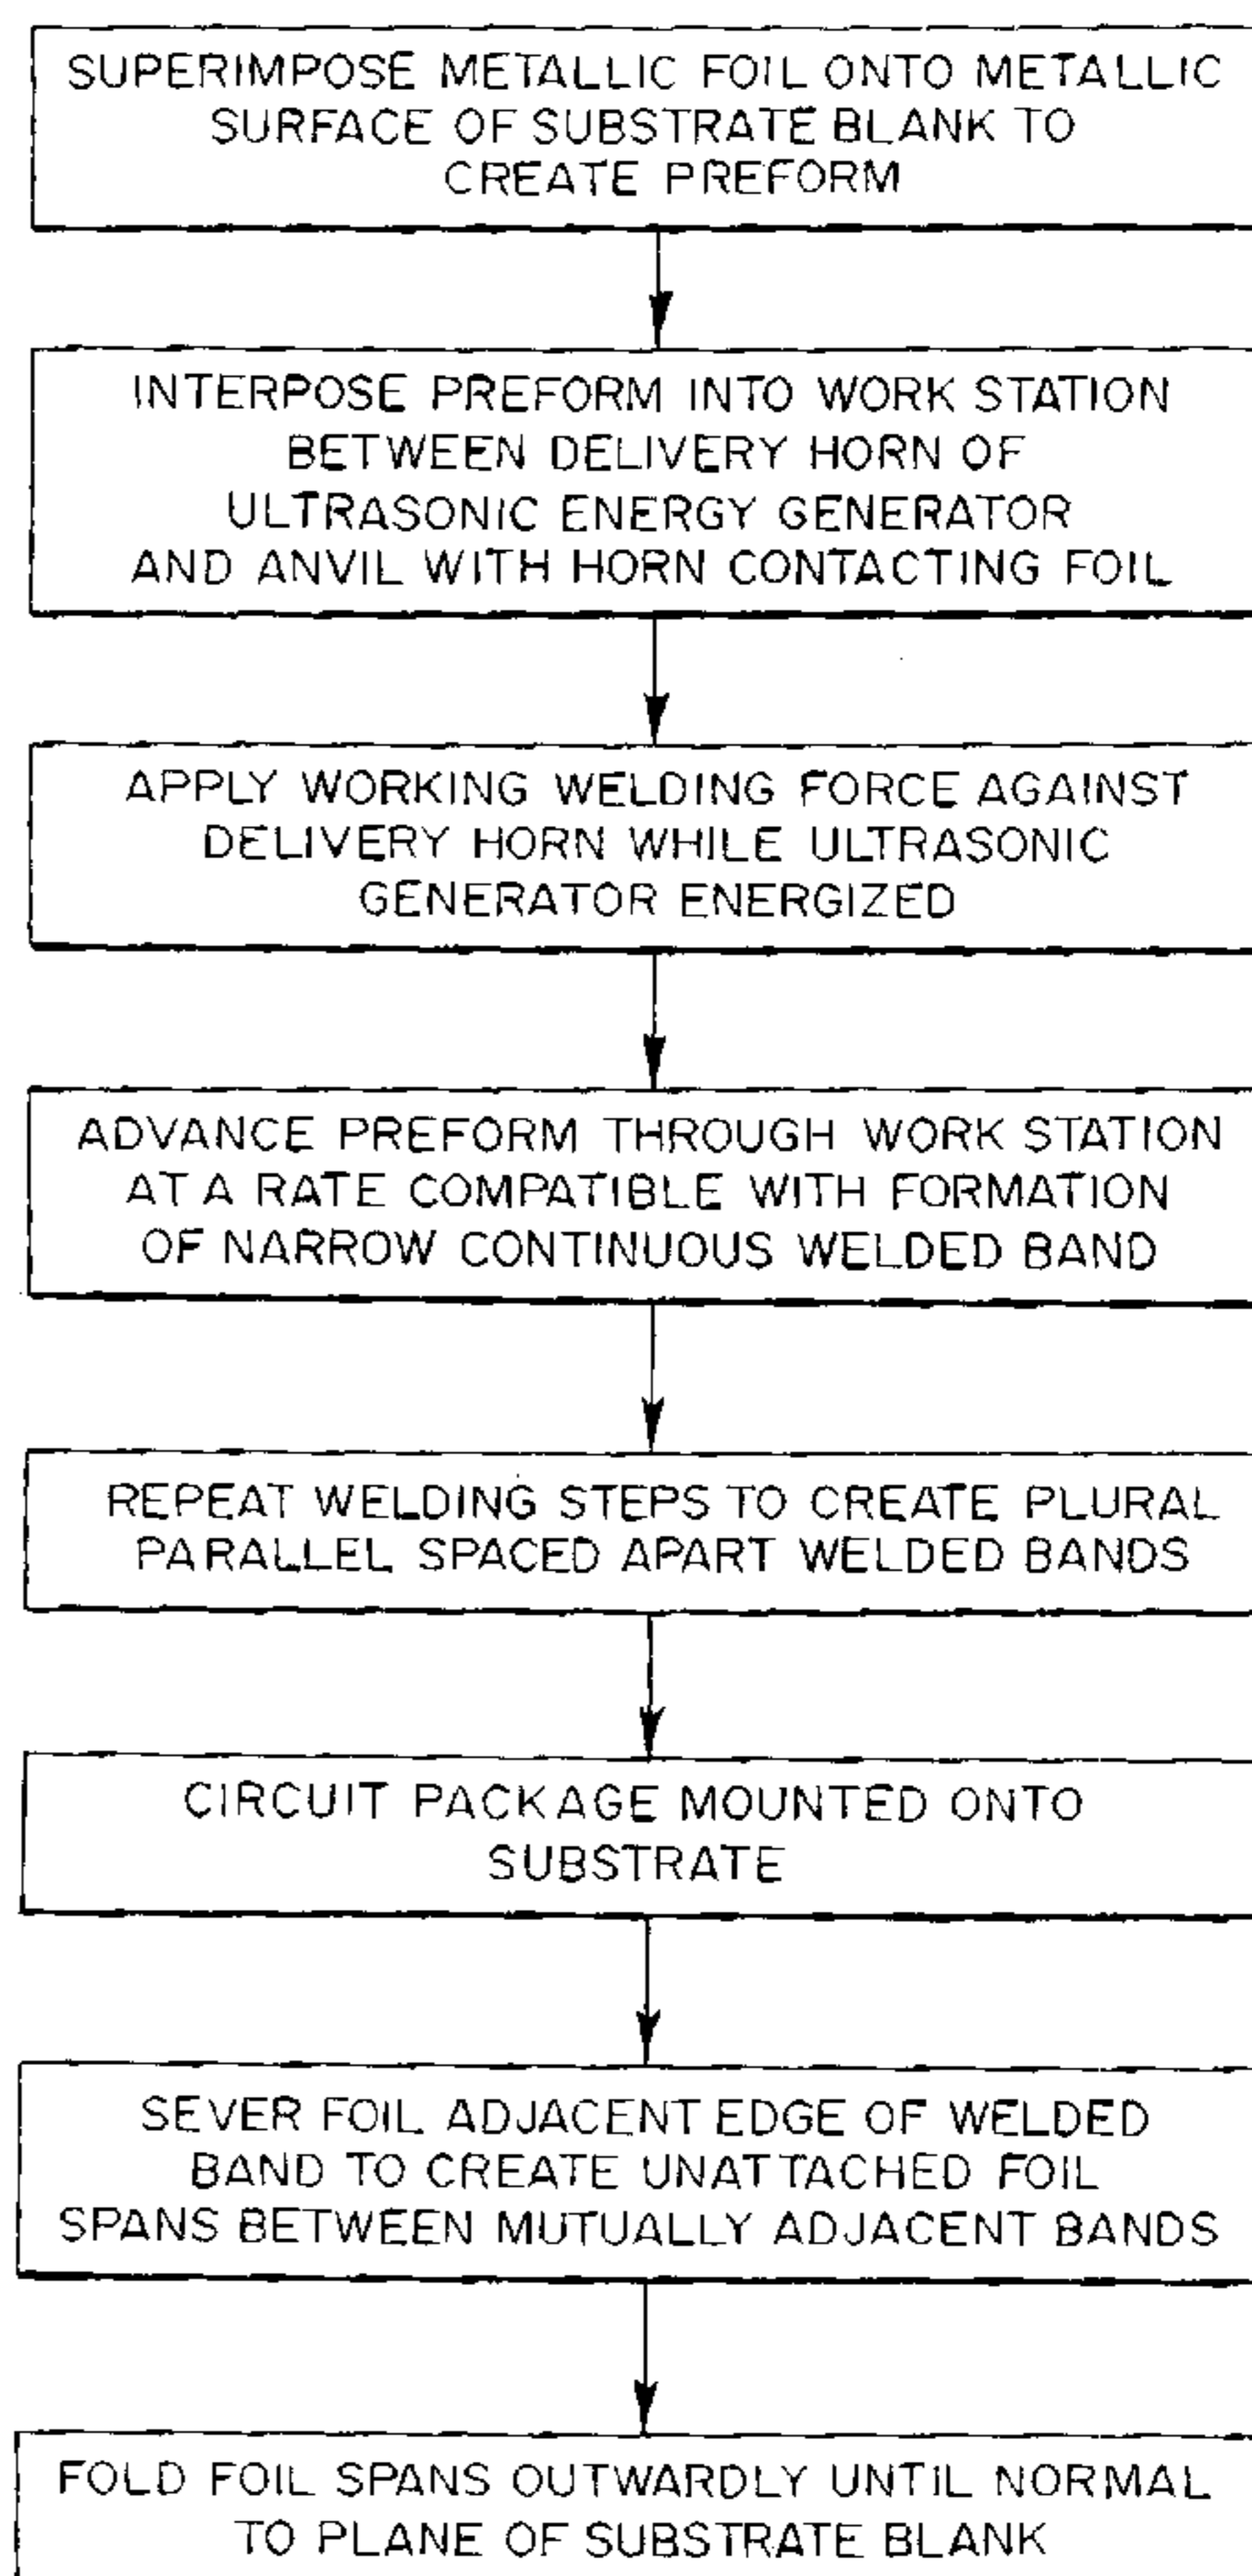 SUPERIMPOSE METALLIC FOIL ONTO METALLIC
SURFACE OF SUBSTRATE BLANK TO
CREATE PREFORM
INTERPOSE PREFORM INTO WORK STATION
BETWEEN DELIVERY HORN OF
ULTRASONIC ENERGY GENERATOR
AND ANVIL WITH HORN CONTACTING FOIL
APPLY WORKING WELDING FORCE AGAINST
DELIVERY HORN WHILE ULTRASONIC
GENERATOR ENERGIZED
ADVANCE PREFORM THROUGH WORK STATION
AT A RATE COMPATIBLE WITH FORMATION
OF NARROW CONTINUOUS WELDED BAND
REPEAT WELDING STEPS TO CREATE PLURAL
PARALLEL SPACED APART WELDED BANDS
CIRCUIT PACKAGE MOUNTED ONTO
SUBSTRATE
SEVER FOIL ADJACENT EDGE OF WELDED
BAND TO CREATE UNATTACHED FOIL
SPANS BETWEEN MUTUALLY ADJACENT BANDS
FOLD FOIL SPANS OUTWARDLY UNTIL NORMAL
TO PLANE OF SUBSTRATE BLANK